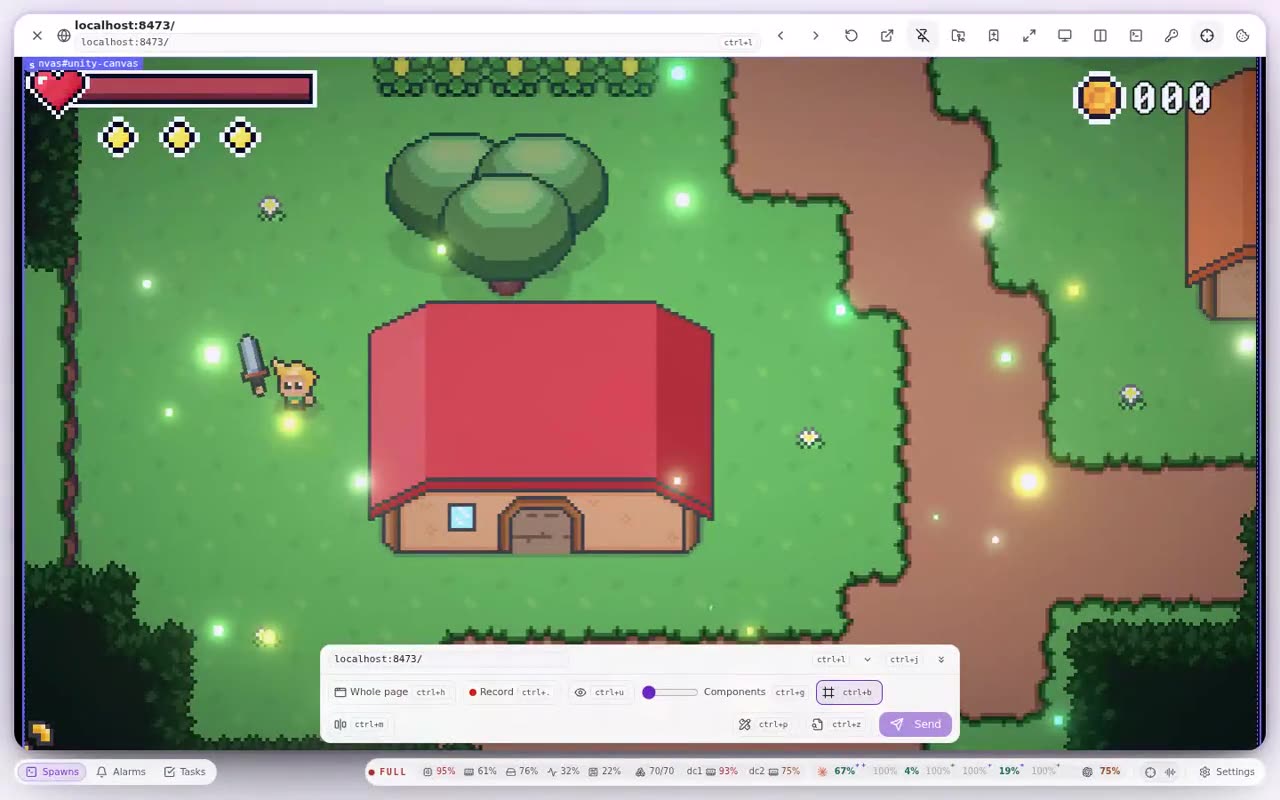 localhost:8473/
localhost:8473/
ctrl+l
s nvas#unity-canvas
000
localhost:8473/
ctrl+l
ctrl+j
Whole page ctrl+h
Record ctrl+.
ctrl+u
Components ctrl+g
ctrl+b
ctrl+m
ctrl+p
ctrl+z
Send
Spawns
Alarms
Tasks
FULL 95% 61% 76% 32% 22% 70/70 dc1 93% dc2 75% 67% 100% 4% 100% 100% 19% 100% 75%
Settings